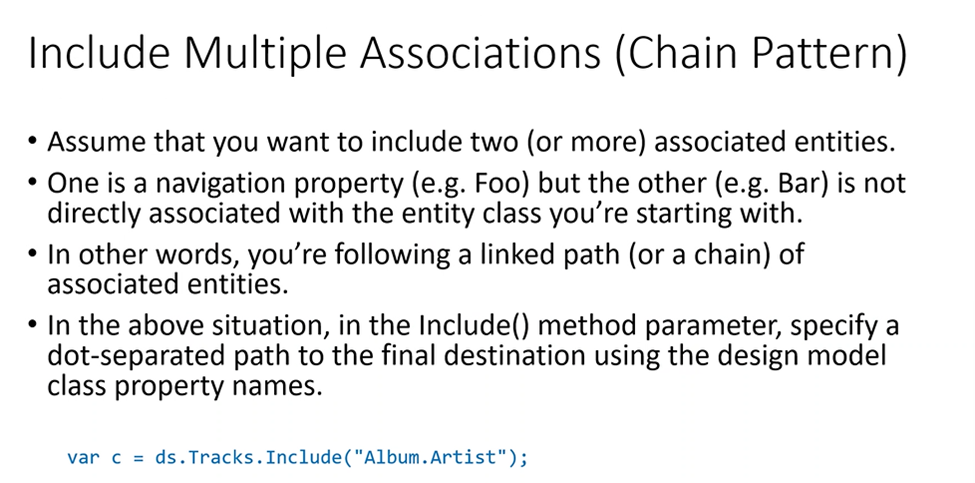 Include Multiple Associations (Chain Pattern)
• Assume that you want to include two (or more) associated entities.
• One is a navigation property (e.g. Foo) but the other (e.g. Bar) is not
directly associated with the entity class you’re starting with.
• In other words, you’re following a linked path (or a chain) of
associated entities.
• In the above situation, in the Include() method parameter, specify a
dot-separated path to the final destination using the design model
class property names.
var c = ds.Tracks.Include("Album.Artist");